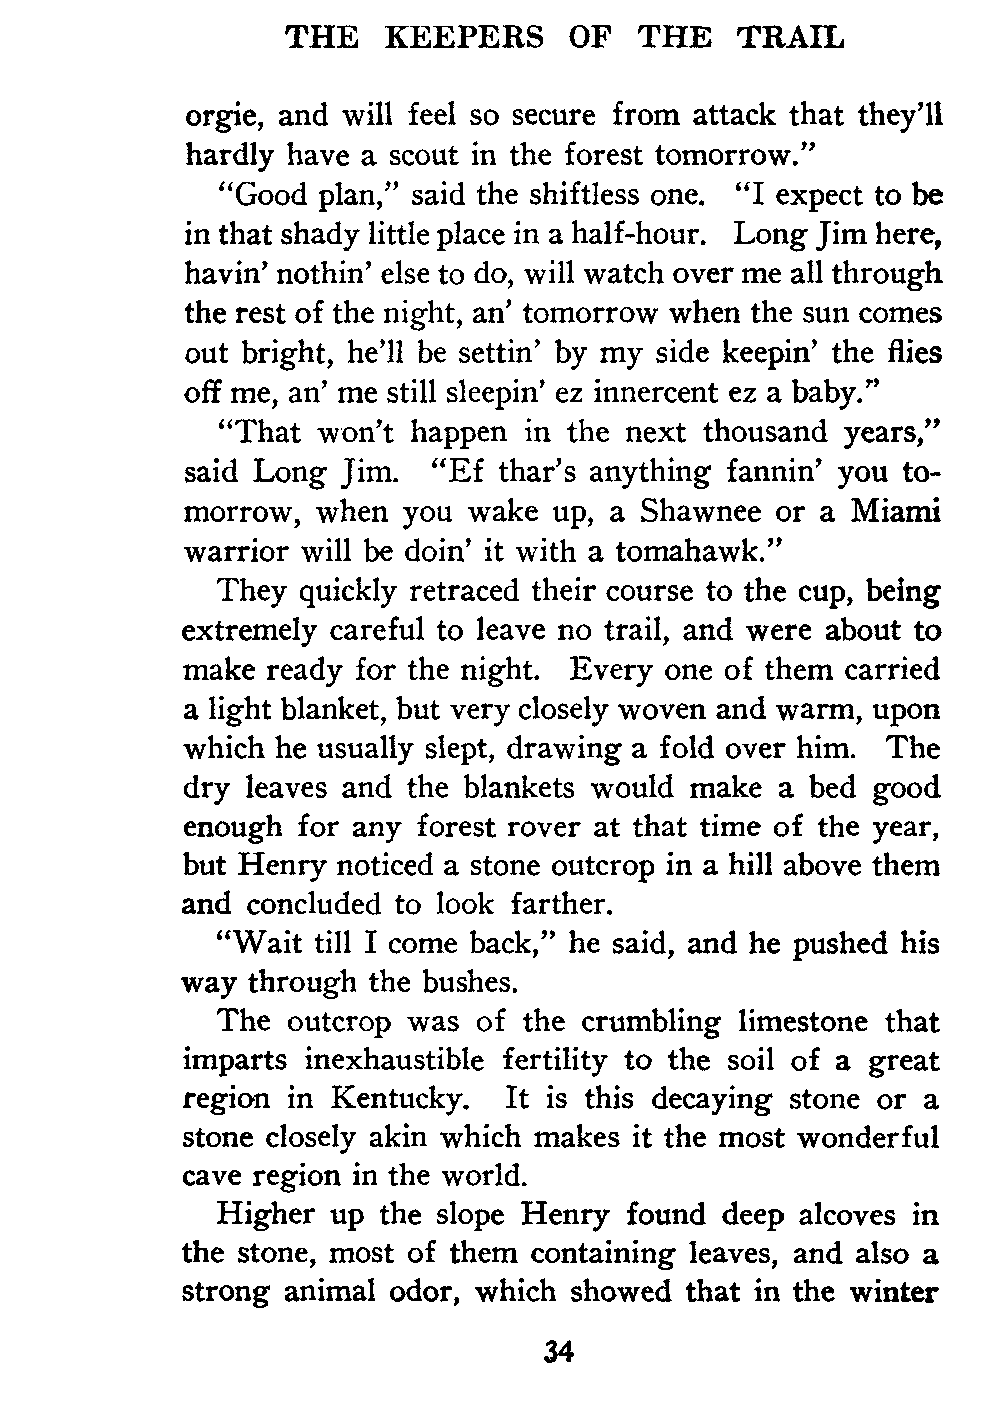 THE KEEPERS OF THE TRAIL
orgie, and will feel so secure from attack that they'll
hardly have a scout in the forest tomorrow."
"Good plan," said the shiftless one. "I expect to be
in that shady little place in a half-hour. Long Jim here,
havin' nothin' else to do, will watch over me all through
the rest of the night, an' tomorrow when the sun comes
out bright, he'll be settin' by my side keepin' the flies
off me, an' me still sleepin' ez innercent ez a baby."
"That won't happen in the next thousand years,"
said Long Jim. "Ef thar's anything fannin' you to-
morrow, when you wake up, a Shawnee or a Miami
warrior will be doin' it with a tomahawk."
They quickly retraced their course to the cup, being
extremely careful to leave no trail, and were about to
make ready for the night. Every one of them carried
a light blanket, but very closely woven and warm, upon
which he usually slept, drawing a fold over him. The
dry leaves and the blankets would make a bed good
enough for any forest rover at that time of the year,
but Henry noticed a stone outcrop in a hill above them
and concluded to look farther.
"Wait till I come back," he said, and he pushed his
way through the bushes.
The outcrop was of the crumbling limestone that
imparts inexhaustible fertility to the soil of a great
region in Kentucky. It is this decaying stone or a
stone closely akin which makes it the most wonderful
cave region in the world.
Higher up the slope Henry found deep alcoves in
the stone, most of them containing leaves, and also a
strong animal odor, which showed that in the winter
34